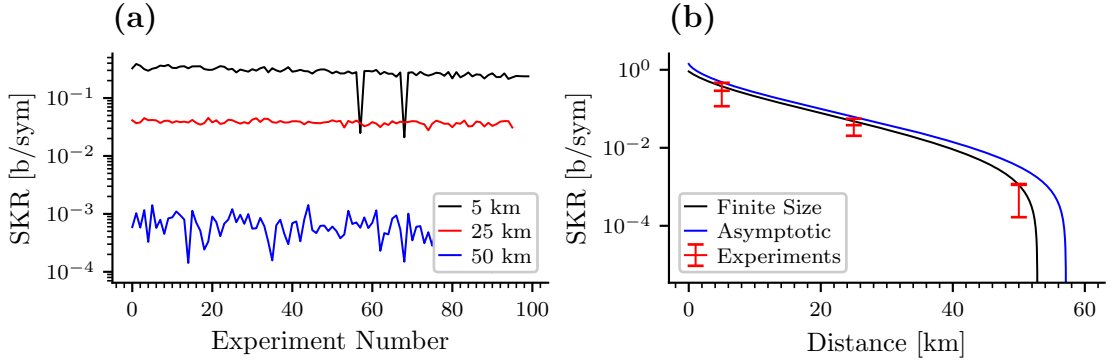 (a)
SKR [b/sym]
10⁻¹
10⁻²
10⁻³
10⁻⁴
0 20 40 60 80 100
Experiment Number
5 km
25 km
50 km
(b)
SKR [b/sym]
10⁰
10⁻²
10⁻⁴
0 20 40 60
Distance [km]
Finite Size
Asymptotic
Experiments